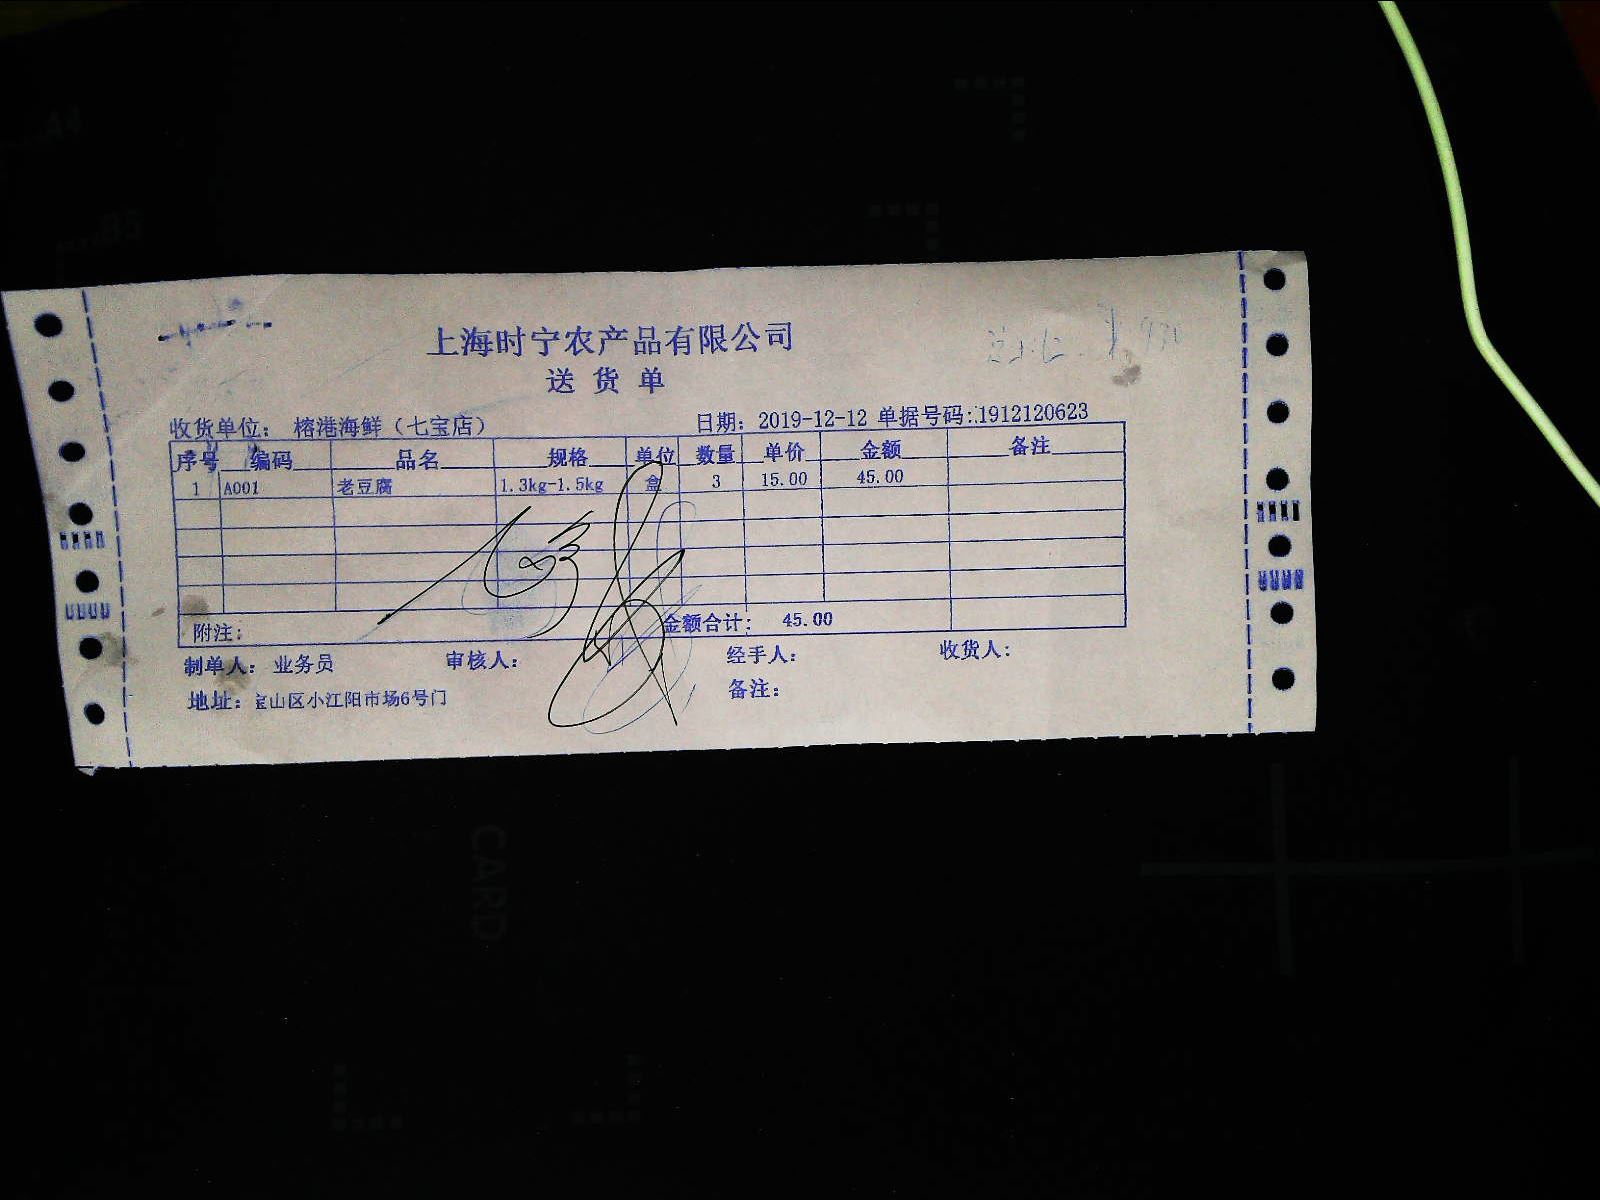 上海时宁农产品有限公司
送货单
收货单位： 榕港海鲜（七宝店） 日期：2019-12-12 单据号码：1912120623
序号 编码 品名 规格 单位 数量 单价 金额 备注
1 A001 老豆腐 1.3kg-1.5kg 盒 3 15.00 45.00
附注： 金额合计： 45.00
制单人： 业务员 审核人： 经手人： 收货人：
地址：宝山区小江阳市场6号门 备注：
CARD